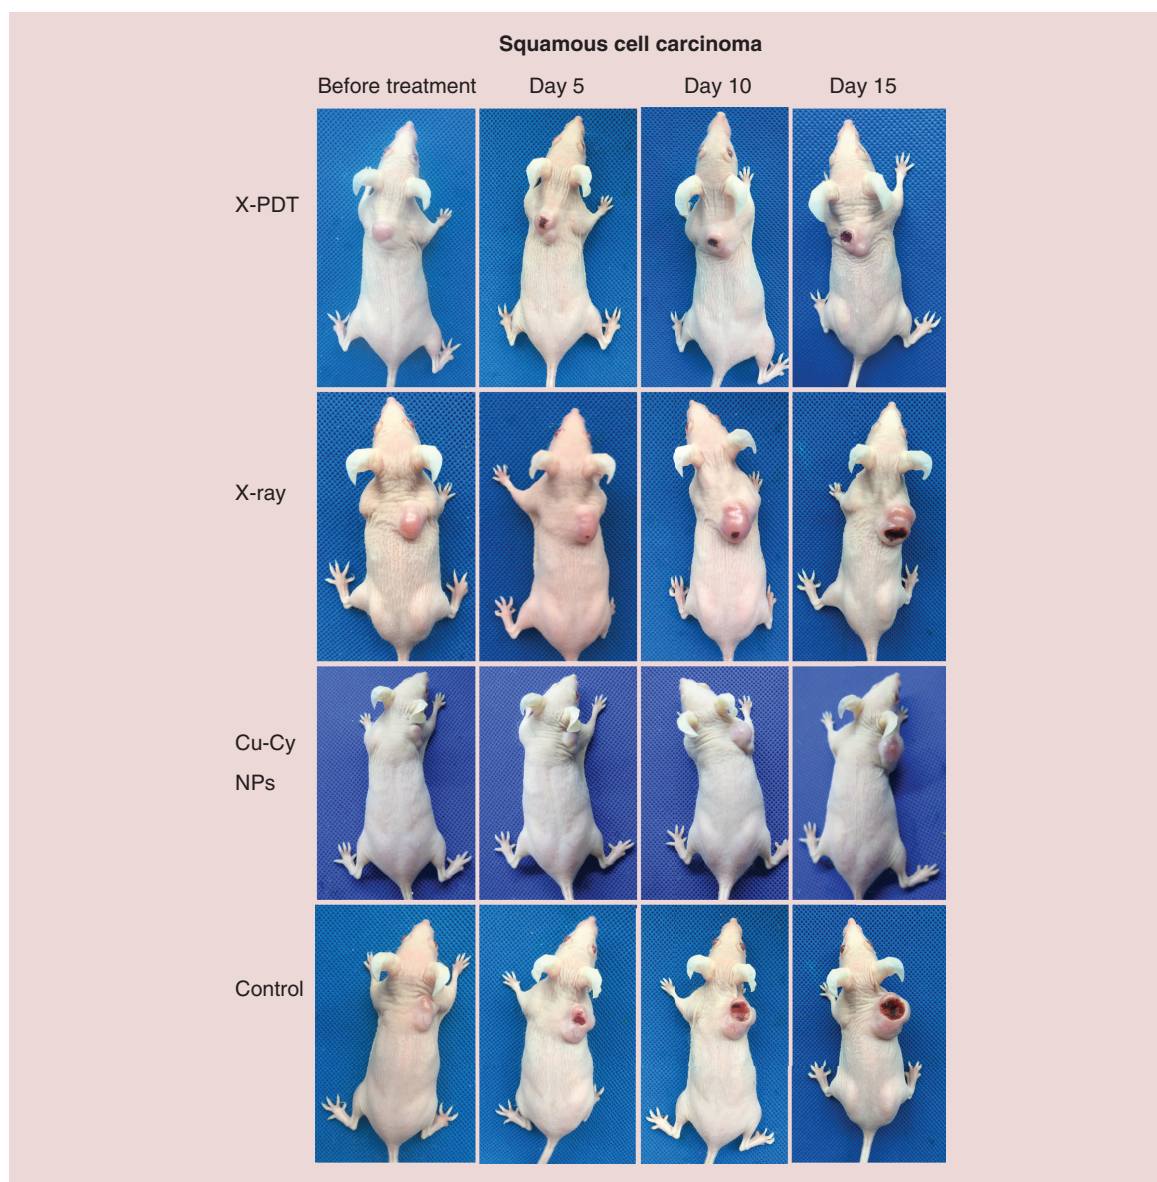 Squamous cell carcinoma
Before treatment
Day 5
Day 10
Day 15
X-PDT
X-ray
Cu-Cy
NPs
Control